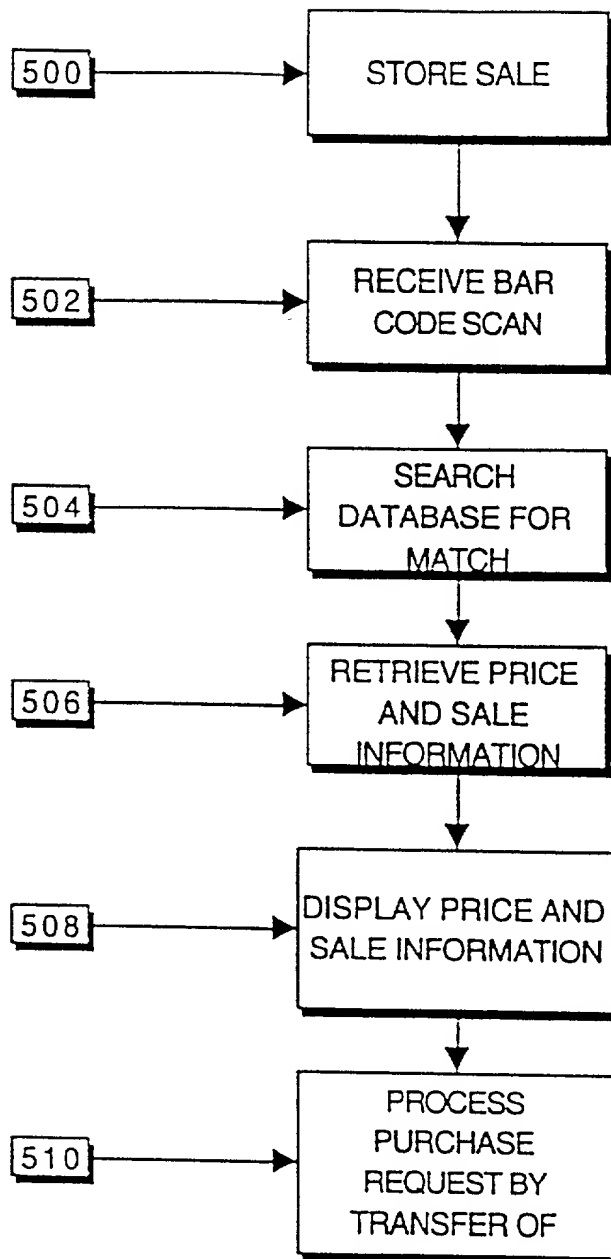 500
STORE SALE
502
RECEIVE BAR
CODE SCAN
504
SEARCH
DATABASE FOR
MATCH
506
RETRIEVE PRICE
AND SALE
INFORMATION
508
DISPLAY PRICE AND
SALE INFORMATION
510
PROCESS
PURCHASE
REQUEST BY
TRANSFER OF